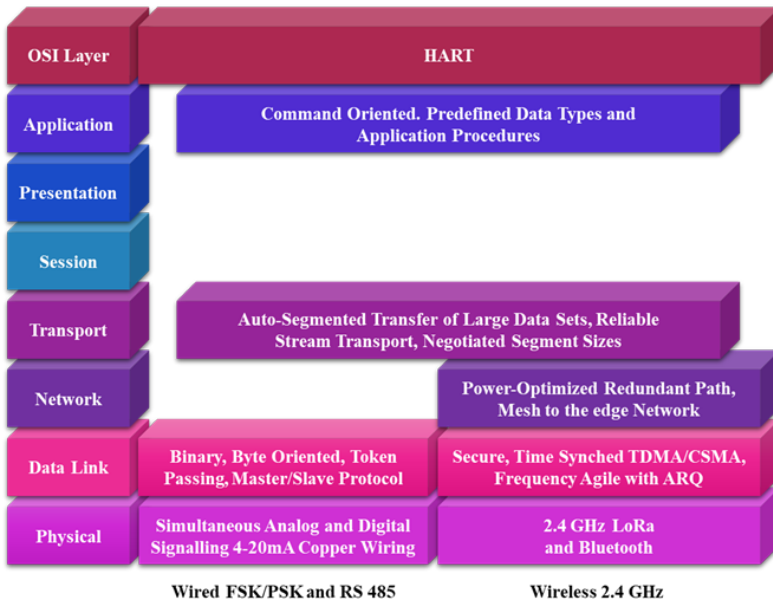 OSI Layer
HART
Application
Command Oriented. Predefined Data Types and
Application Procedures
Presentation
Session
Transport
Auto-Segmented Transfer of Large Data Sets, Reliable
Stream Transport, Negotiated Segment Sizes
Network
Power-Optimized Redundant Path,
Mesh to the edge Network
Data Link
Binary, Byte Oriented, Token
Passing, Master/Slave Protocol
Secure, Time Synched TDMA/CSMA,
Frequency Agile with ARQ
Physical
Simultaneous Analog and Digital
Signalling 4-20mA Copper Wiring
2.4 GHz LoRa
and Bluetooth
Wired FSK/PSK and RS 485
Wireless 2.4 GHz